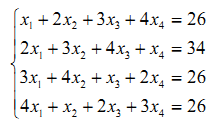 x₁ + 2x₂ + 3x₃ + 4x₄ = 26
2x₁ + 3x₂ + 4x₃ + x₄ = 34
3x₁ + 4x₂ + x₃ + 2x₄ = 26
4x₁ + x₂ + 2x₃ + 3x₄ = 26